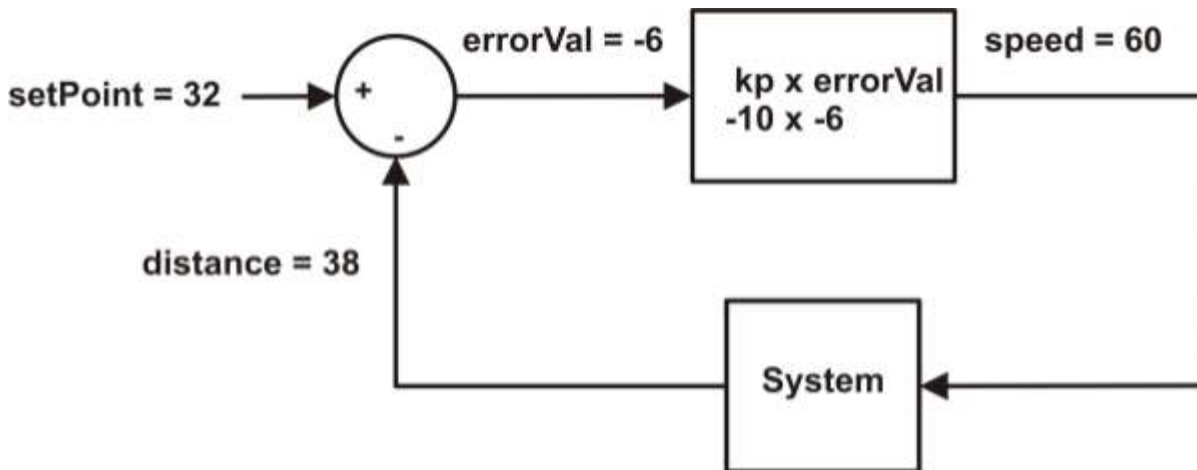 errorVal = -6
speed = 60
setPoint = 32
+
-
kp x errorVal
-10 x -6
distance = 38
System